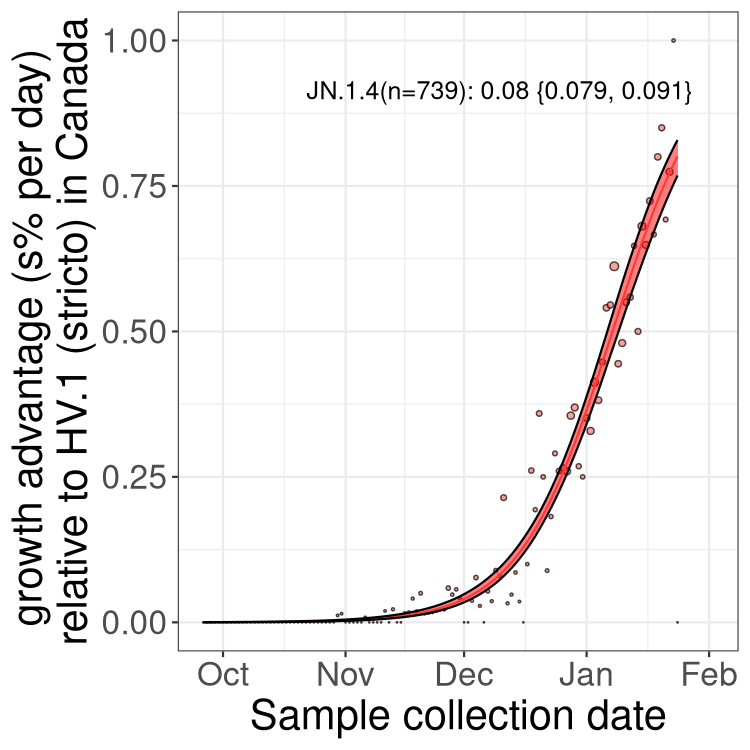 growth advantage (s% per day)
relative to HV.1 (stricto) in Canada
1.00
0.75
0.50
0.25
0.00
JN.1.4(n=739): 0.08 {0.079, 0.091}
Oct Nov Dec Jan Feb
Sample collection date